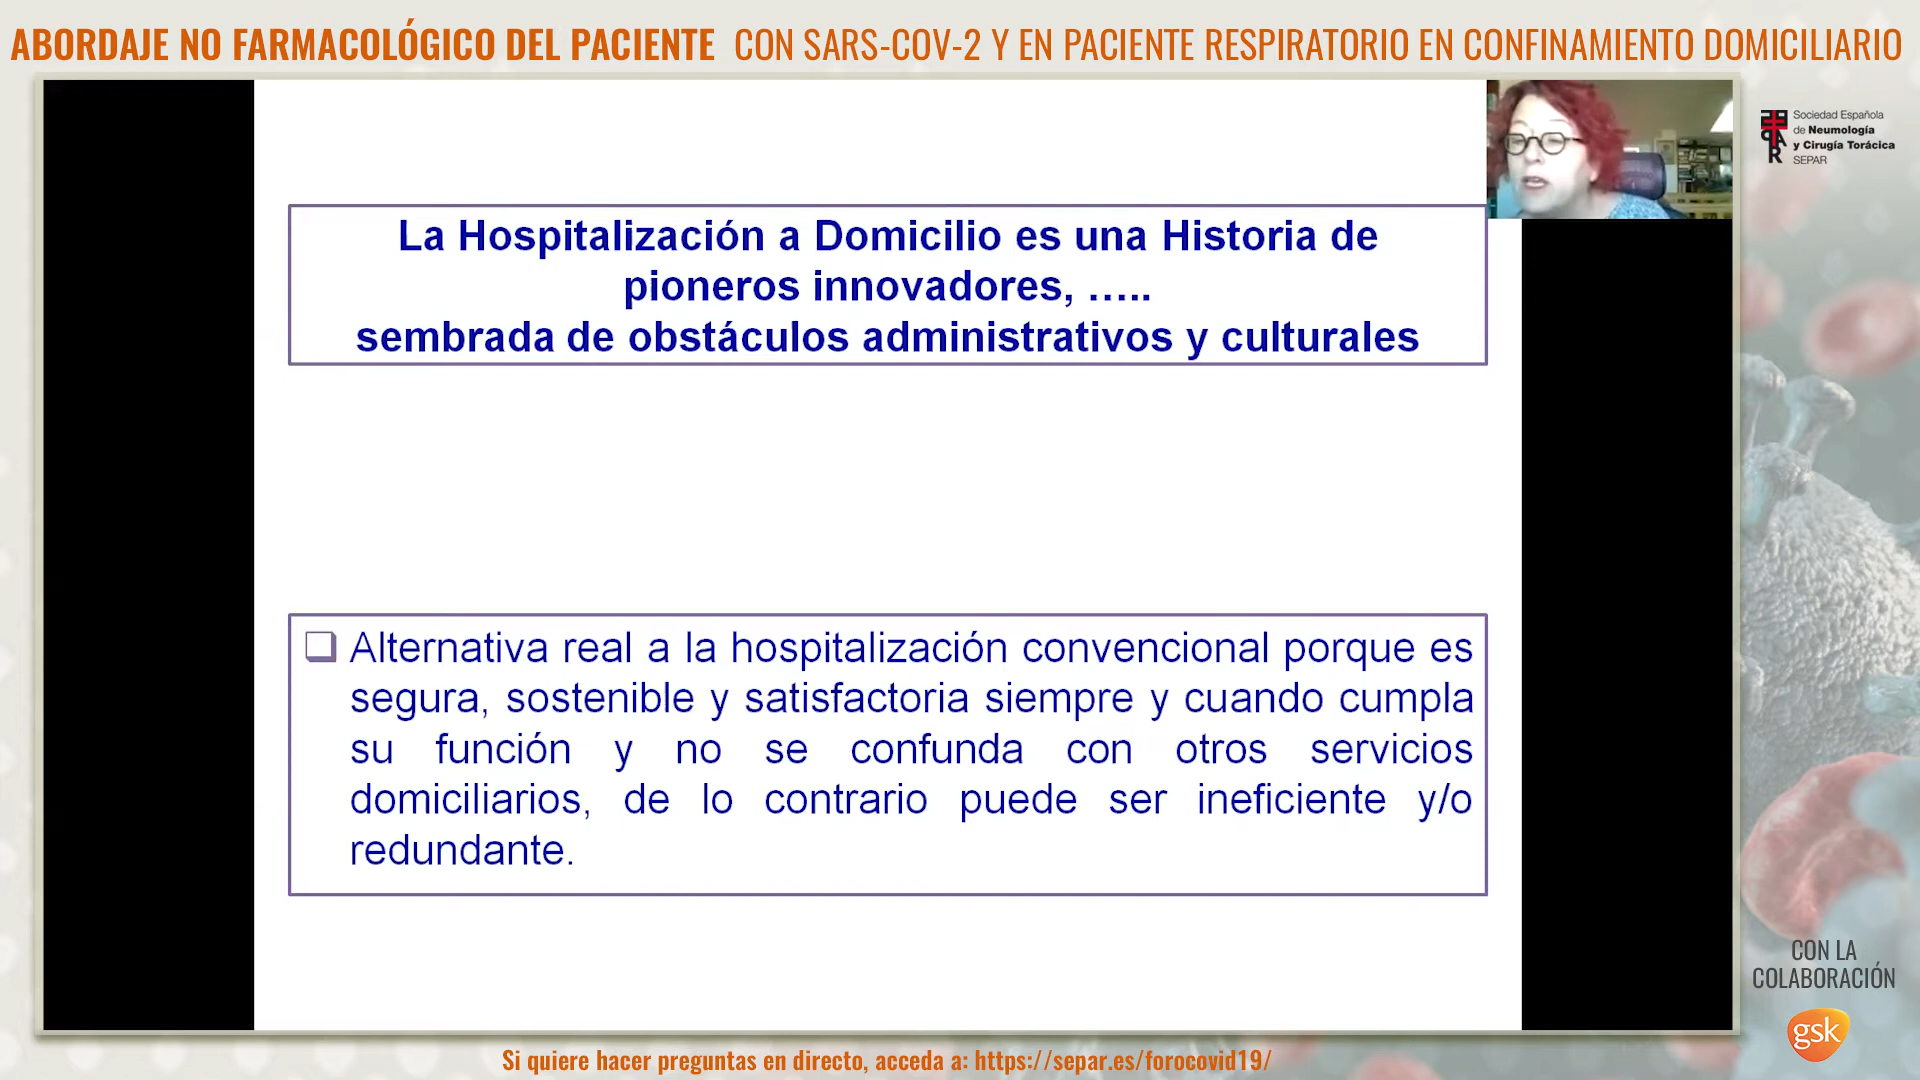 ABORDAJE NO FARMACOLÓGICO DEL PACIENTE CON SARS-COV-2 Y EN PACIENTE RESPIRATORIO EN CONFINAMIENTO DOMICILIARIO
Sociedad Española
de Neumología
y Cirugía Torácica
SEPAR
La Hospitalización a Domicilio es una Historia de
pioneros innovadores, .....
sembrada de obstáculos administrativos y culturales
Alternativa real a la hospitalización convencional porque es
segura, sostenible y satisfactoria siempre y cuando cumpla
su función y no se confunda con otros servicios
domiciliarios, de lo contrario puede ser ineficiente y/o
redundante.
CON LA
COLABORACIÓN
gsk
Si quiere hacer preguntas en directo, acceda a: https://separ.es/forocovid19/